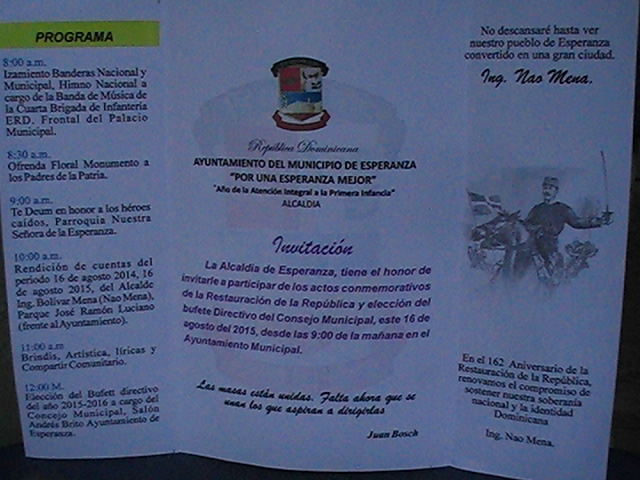 PROGRAMA
8:00 a.m.
Izamiento Banderas Nacional y
Municipal, Himno Nacional a
cargo de la Banda de Música de
la Cuarta Brigada de Infantería
ERD. Frontal del Palacio
Municipal.
8:30 a.m.
Ofrenda Floral Monumento a
los Padres de la Patria.
9:00 a.m.
Te Deum en honor a los héroes
caídos, Parroquia Nuestra
Señora de la Esperanza.
10:00 a.m.
Rendición de cuentas del
periodo 16 de agosto 2014, 16
de agosto 2015, del Alcalde
Ing. Bolívar Mena (Nao Mena),
Parque José Ramón Luciano
(frente al Ayuntamiento).
11:00 a.m
Brindis, Artística, líricas y
Compartir Comunitario.
12:00 M.
Elección del Bufett directivo
del año 2015-2016 a cargo del
Concejo Municipal, Salón
Andrés Brito Ayuntamiento de
Esperanza.
República Dominicana
AYUNTAMIENTO DEL MUNICIPIO DE ESPERANZA
"POR UNA ESPERANZA MEJOR"
"Año de la Atención Integral a la Primera Infancia"
ALCALDIA
Invitación
La Alcaldía de Esperanza, tiene el honor de
invitarle a participar de los actos conmemorativos
de la Restauración de la República y elección del
bufete Directivo del Consejo Municipal, este 16 de
agosto del 2015, desde las 9:00 de la mañana en el
Ayuntamiento Municipal.
Las masas están unidas. Falta ahora que se
unan los que aspiran a dirigirlas
Juan Bosch
No descansaré hasta ver
nuestro pueblo de Esperanza
convertido en una gran ciudad.
Ing. Nao Mena.
En el 162 Aniversario de la
Restauración de la República,
renovamos el compromiso de
sostener nuestra soberanía
nacional y la identidad
Dominicana
Ing. Nao Mena.